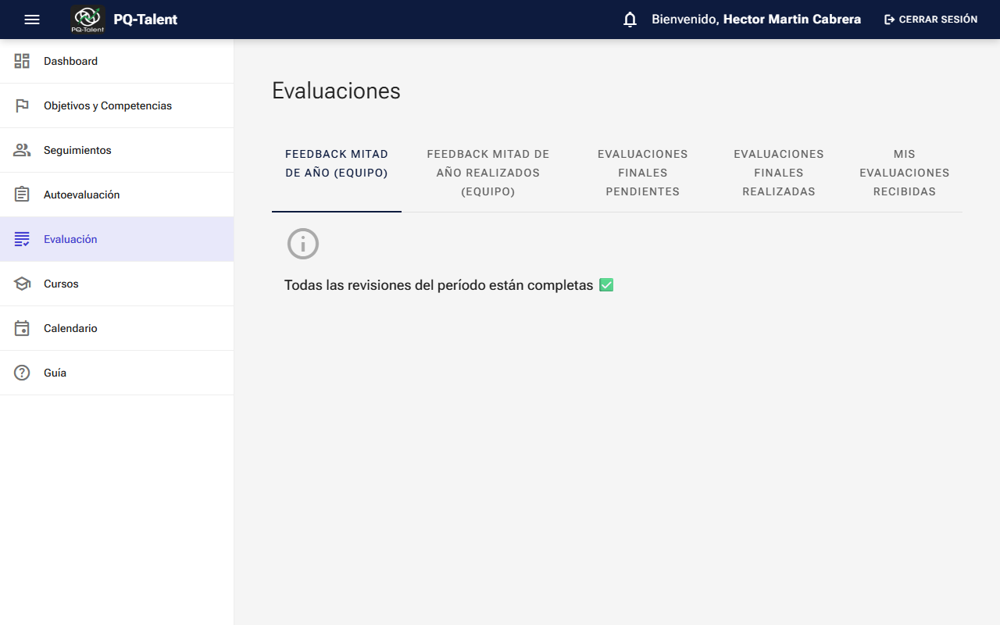 PQ-Talent
PQ-Talent
Bienvenido, Hector Martin Cabrera
CERRAR SESIÓN
Dashboard
Objetivos y Competencias
Seguimientos
Autoevaluación
Evaluación
Cursos
Calendario
Guía
Evaluaciones
FEEDBACK MITAD
DE AÑO (EQUIPO)
FEEDBACK MITAD DE
AÑO REALIZADOS
(EQUIPO)
EVALUACIONES
FINALES
PENDIENTES
EVALUACIONES
FINALES
REALIZADAS
MIS
EVALUACIONES
RECIBIDAS
Todas las revisiones del período están completas ✅